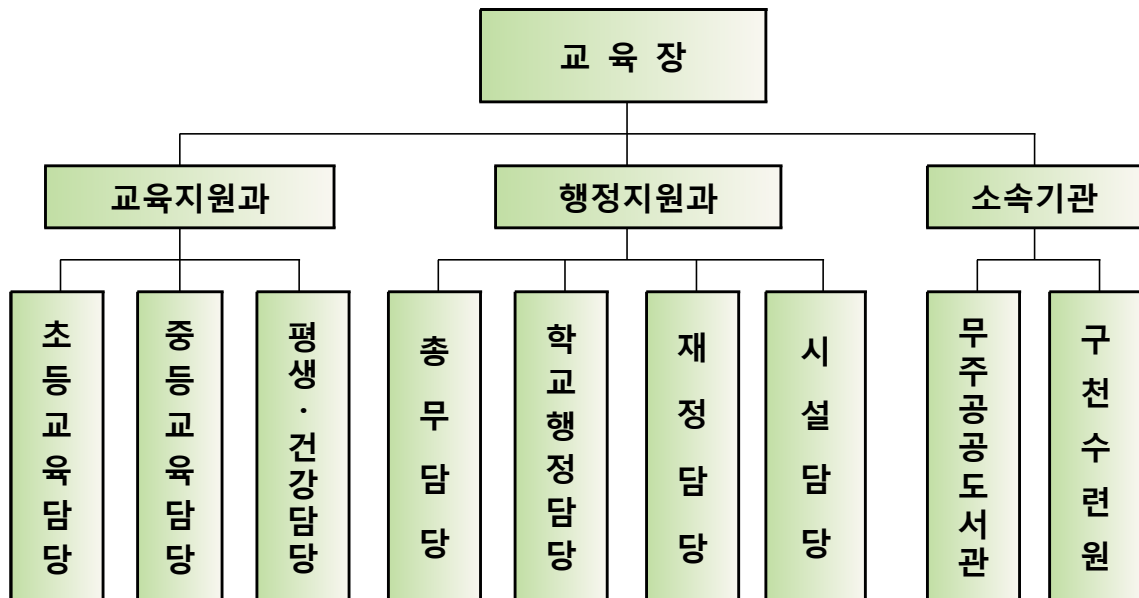 교 육 장
교육지원과
행정지원과
소속기관
초등교육담당
중등교육담당
평생·건강담당
총무담당
학교행정담당
재정담당
시설담당
무주공공도서관
구천수련원